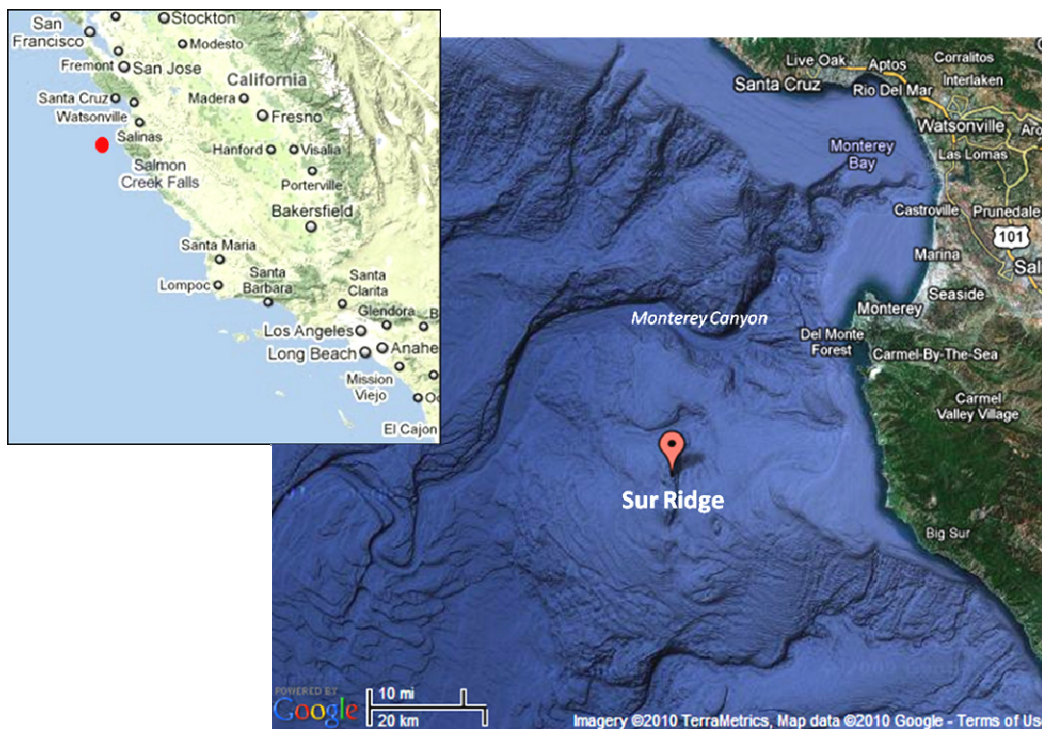 Stockton
San
Francisco
Modesto
Fremont
San Jose
California
Santa Cruz
Madera
Watsonville
Fresno
Salinas
Hanford
Visalia
Salmon
Creek Falls
Porterville
Bakersfield
Santa Maria
Lompoc
Santa
Barbara
Santa
Clarita
Glendora
Los Angeles
Long Beach
Anahe
Mission
Viejo
El Cajon
Live Oak
Aptos
Corralitos
Santa Cruz
Rio Del Mar
Interlaken
Watsonville
Aro
Monterey
Bay
Las Lomas
Castroville
Prunedale
101
Marina
Sal
Seaside
Monterey
Monterey Canyon
Del Monte
Forest
Carmel-By-The-Sea
Carmel
Valley Village
Sur Ridge
Big Sur
POWERED BY
Google
10 mi
20 km
Imagery ©2010 TerraMetrics, Map data ©2010 Google - Terms of Use